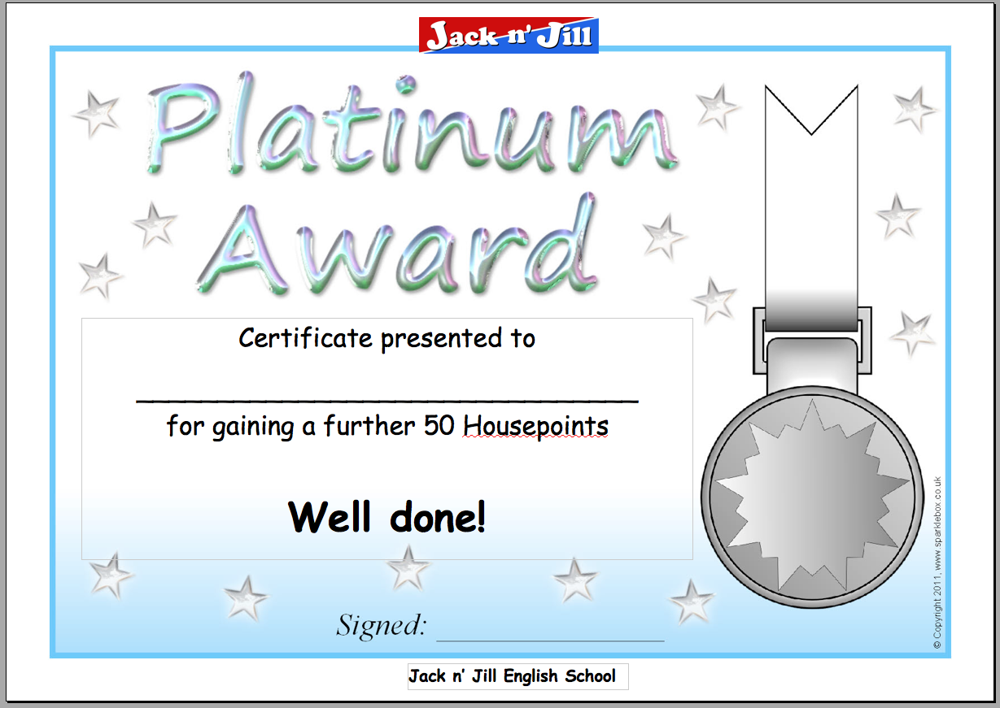 Jack n' Jill
Platinum
Award
Certificate presented to
for gaining a further 50 Housepoints
Well done!
Signed:
© Copyright 2011, www.sparklebox.co.uk
Jack n' Jill English School